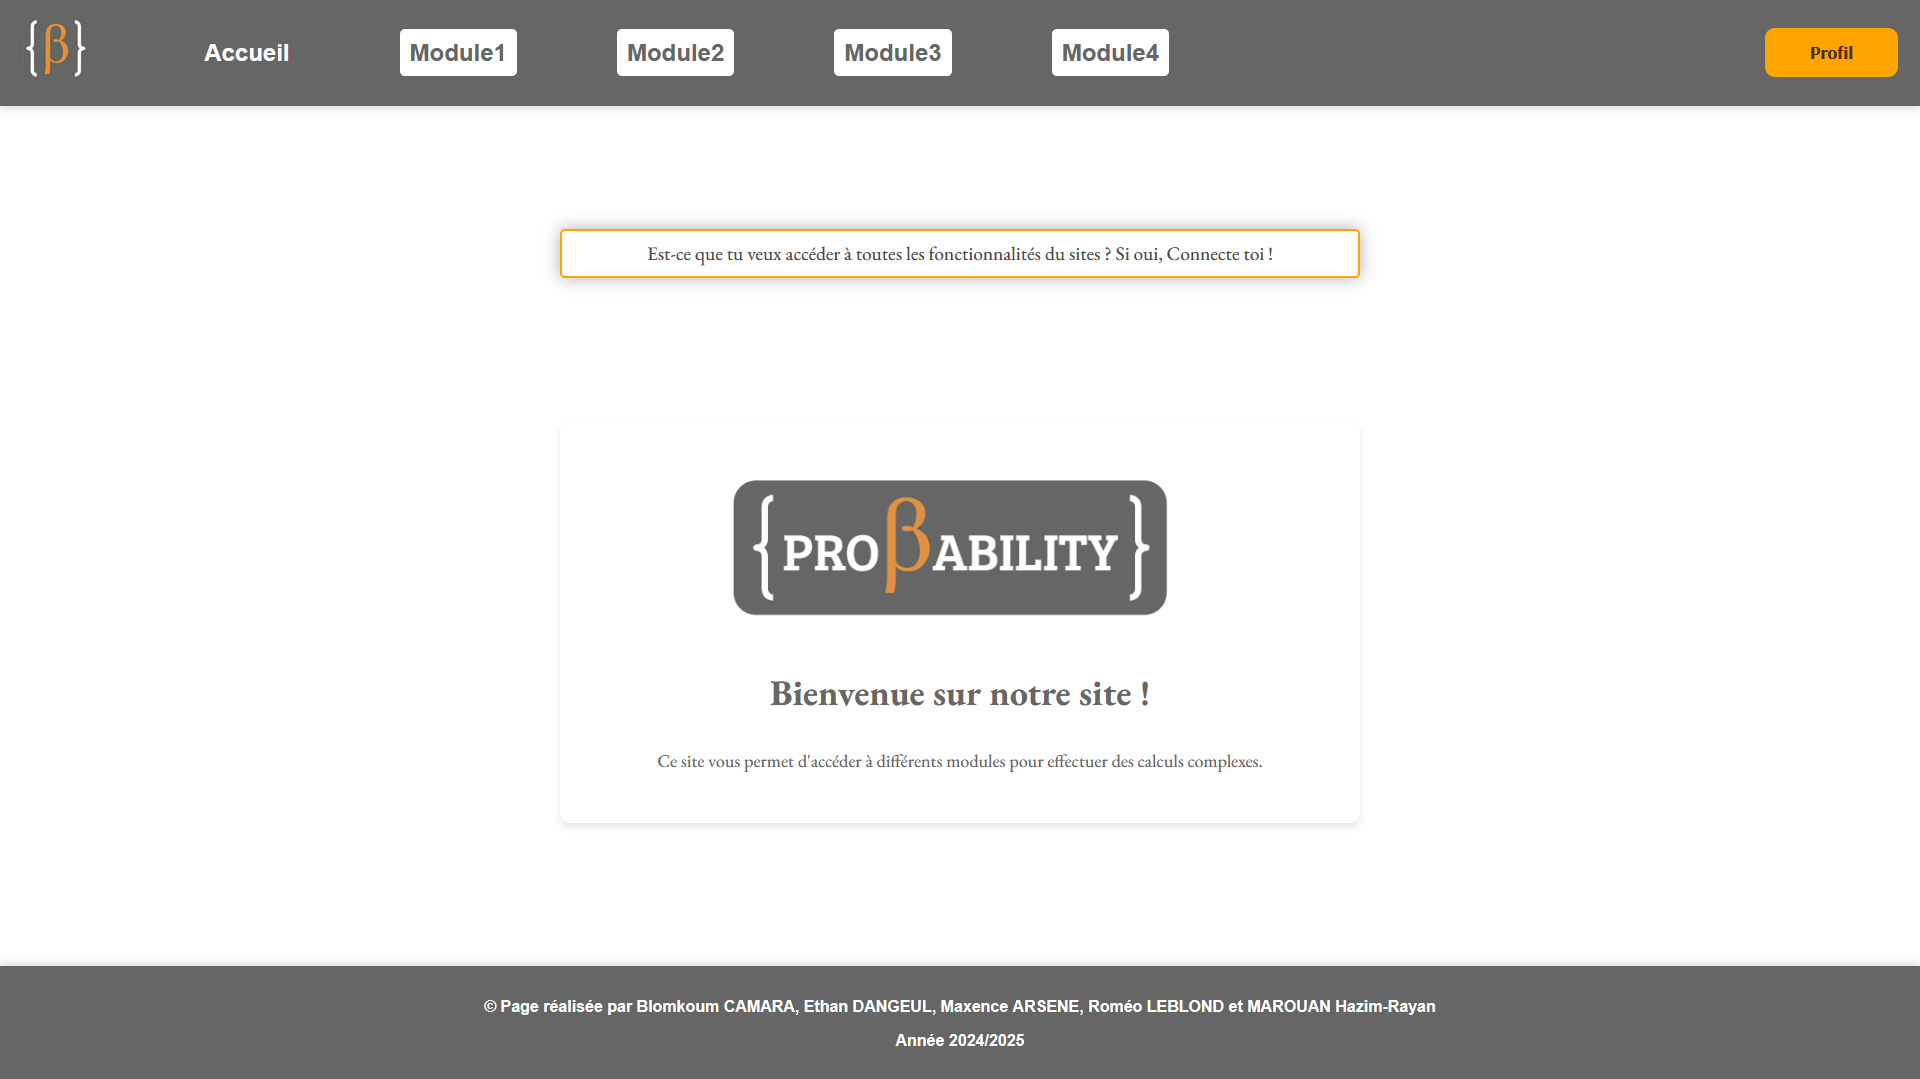 {β}
Accueil
Module1
Module2
Module3
Module4
Profil
Est-ce que tu veux accéder à toutes les fonctionnalités du sites ? Si oui, Connecte toi !
{PROβABILITY}
Bienvenue sur notre site !
Ce site vous permet d'accéder à différents modules pour effectuer des calculs complexes.
© Page réalisée par Blomkoum CAMARA, Ethan DANGEUL, Maxence ARSENE, Roméo LEBLOND et MAROUAN Hazim-Rayan
Année 2024/2025